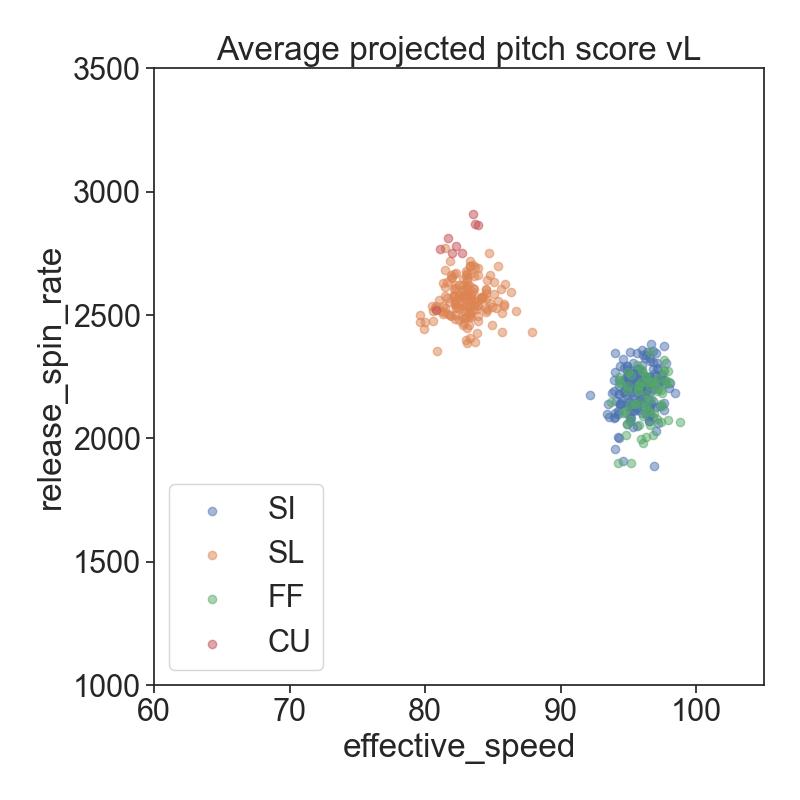 Average projected pitch score vL
3500
3000
2500
2000
1500
1000
release_spin_rate
SI
SL
FF
CU
60 70 80 90 100
effective_speed